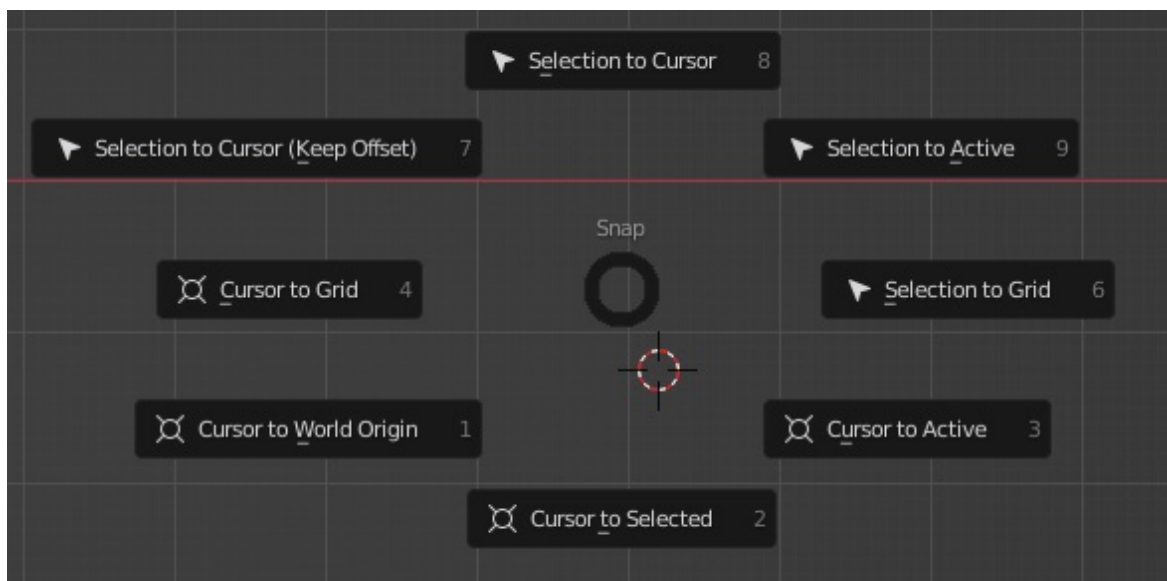 Selection to Cursor 8
Selection to Cursor (Keep Offset) 7
Selection to Active 9
Snap
Cursor to Grid 4
Selection to Grid 6
Cursor to World Origin 1
Cursor to Active 3
Cursor to Selected 2